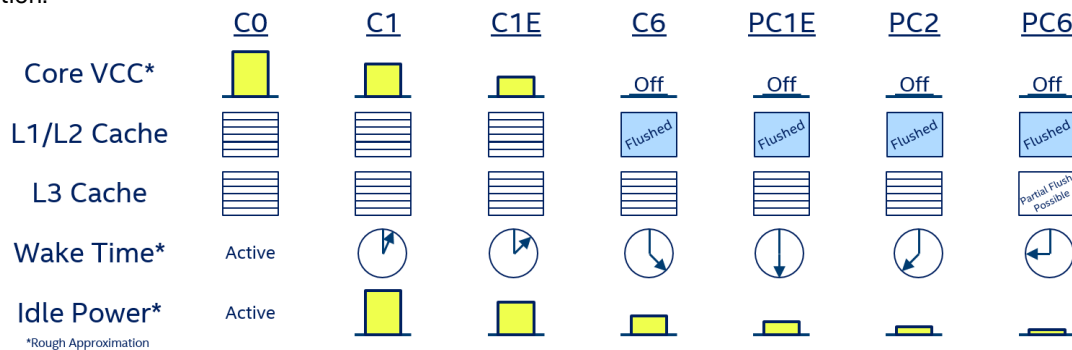 tion.
C0 C1 C1E C6 PC1E PC2 PC6
Core VCC* Off Off Off Off
L1/L2 Cache Flushed Flushed Flushed Flushed
L3 Cache Partial Flush Possible
Wake Time* Active
Idle Power* Active
*Rough Approximation